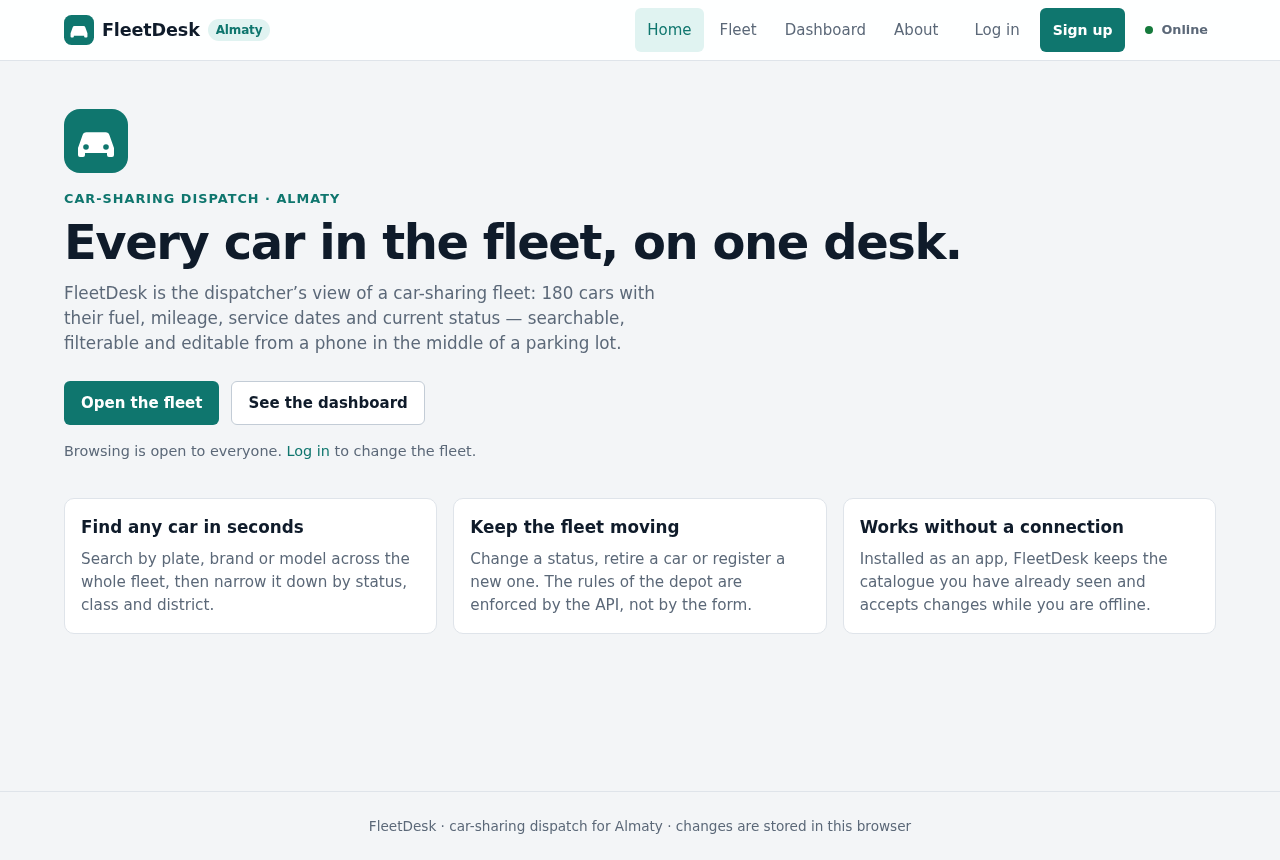 FleetDesk Almaty Home Fleet Dashboard About Log in Sign up Online
CAR-SHARING DISPATCH · ALMATY
Every car in the fleet, on one desk.
FleetDesk is the dispatcher’s view of a car-sharing fleet: 180 cars with
their fuel, mileage, service dates and current status — searchable,
filterable and editable from a phone in the middle of a parking lot.
Open the fleet See the dashboard
Browsing is open to everyone. Log in to change the fleet.
Find any car in seconds
Search by plate, brand or model across the
whole fleet, then narrow it down by status,
class and district.
Keep the fleet moving
Change a status, retire a car or register a
new one. The rules of the depot are
enforced by the API, not by the form.
Works without a connection
Installed as an app, FleetDesk keeps the
catalogue you have already seen and
accepts changes while you are offline.
FleetDesk · car-sharing dispatch for Almaty · changes are stored in this browser